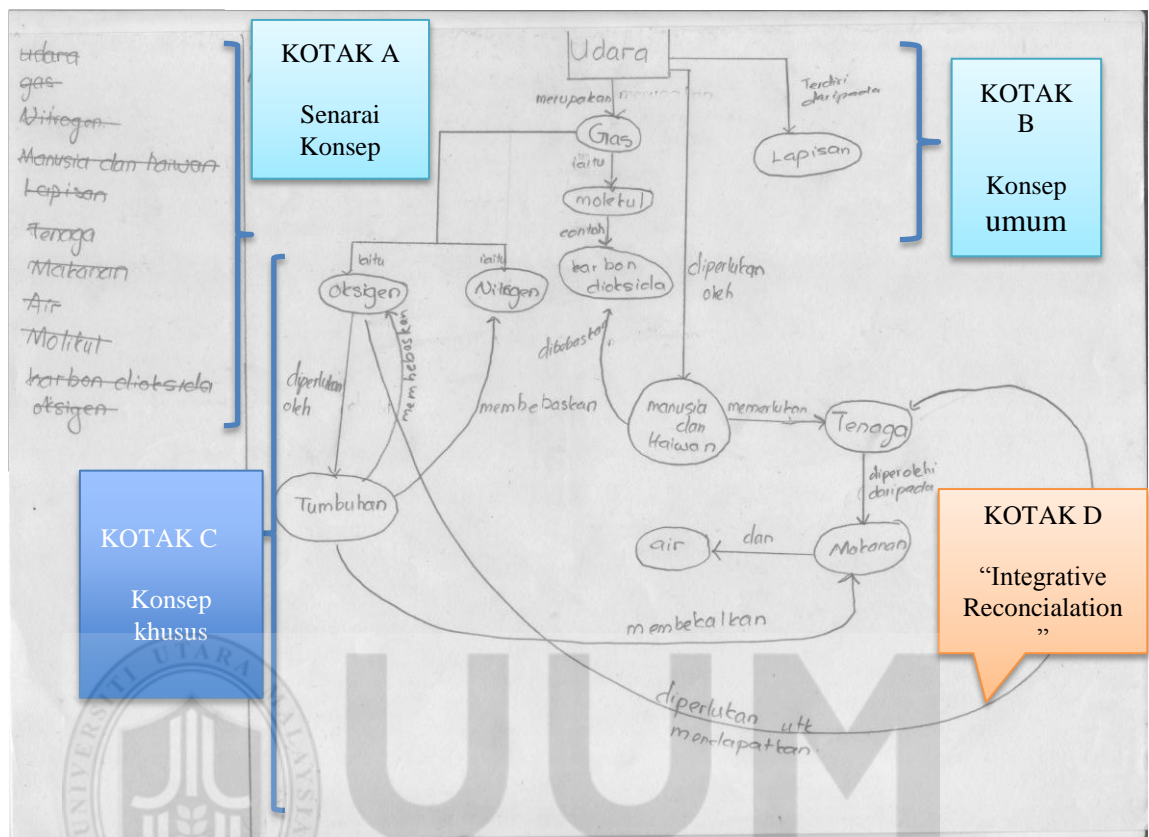 udara
gas
Nitrogen
Manusia dan haiwan
Lapisan
Tenaga
Makanan
Air
Molikul
karbon dioksida
oksigen
KOTAK A
Senarai
Konsep
Udara
merupakan
Terdiri
daripada
Gas
Lapisan
iaitu
molekul
contoh
karbon
dioksida
diperlukan
oleh
KOTAK
B
Konsep
umum
iaitu
iaitu
Oksigen
Nitrogen
diperlukan
oleh
membebaskan
membebaskan
dibebaskan
manusia
dan
Haiwan
memerlukan
Tenaga
diperolehi
daripada
Tumbuhan
air
dan
Makanan
membekalkan
diperlukan utk
mendapatkan
KOTAK C
Konsep
khusus
KOTAK D
“Integrative
Reconcialation
”
UNIVERSITI UTARA MALAYSIA
UUM